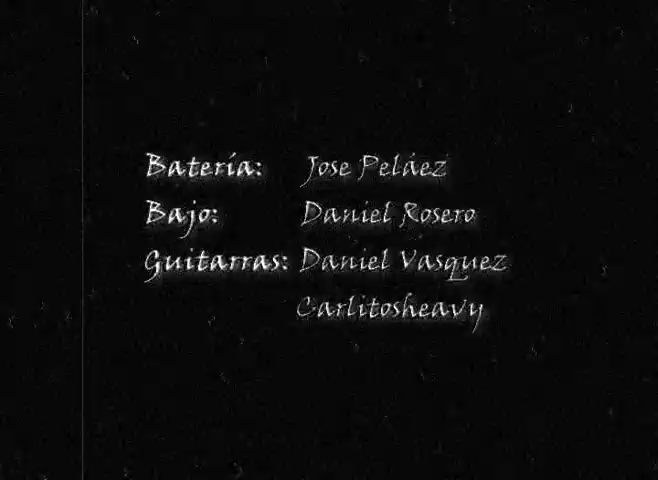 Batería: Jose Peláez
Bajo: Daniel Rosero
Guitarras: Daniel Vasquez
Carlitosheavy